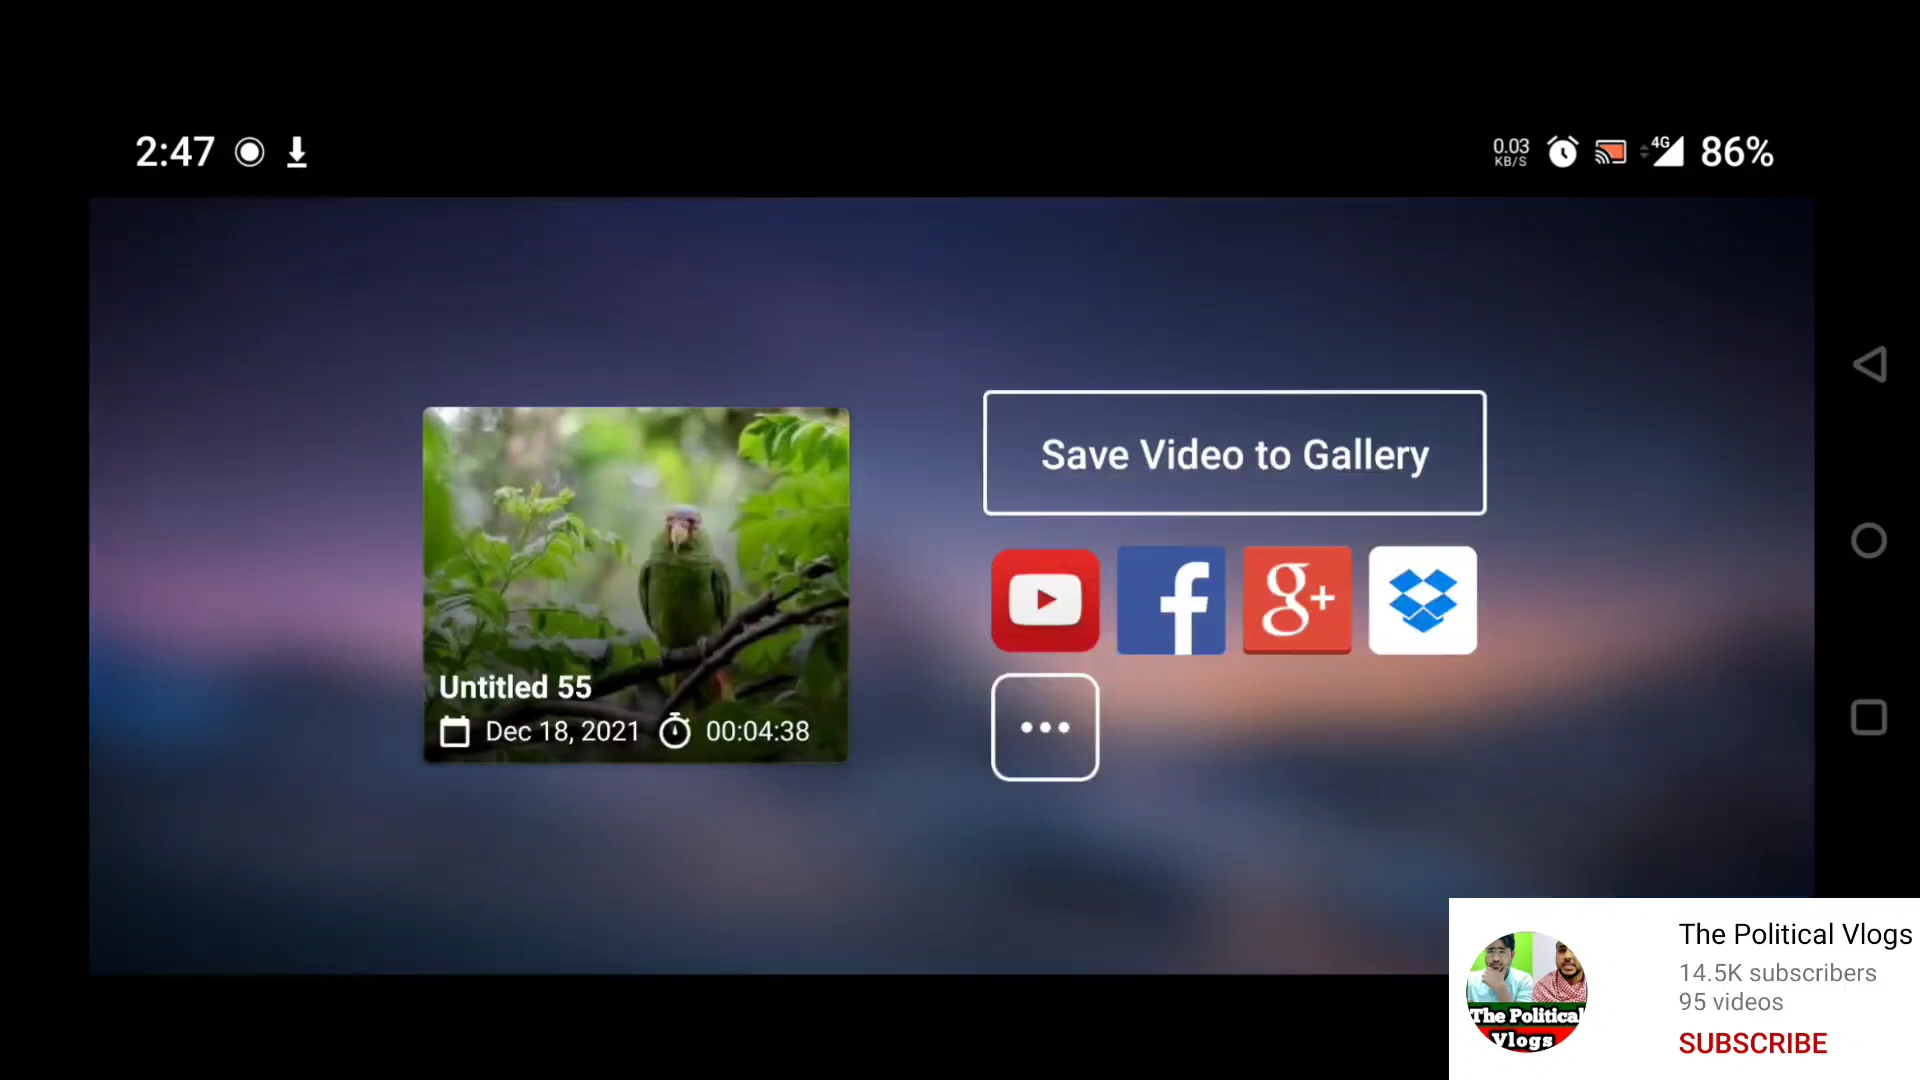 2:47
0.03
KB/S
4G
86%
Save Video to Gallery
f
g+
Untitled 55
Dec 18, 2021 00:04:38
The Political Vlogs
14.5K subscribers
95 videos
SUBSCRIBE
The Political
Vlogs